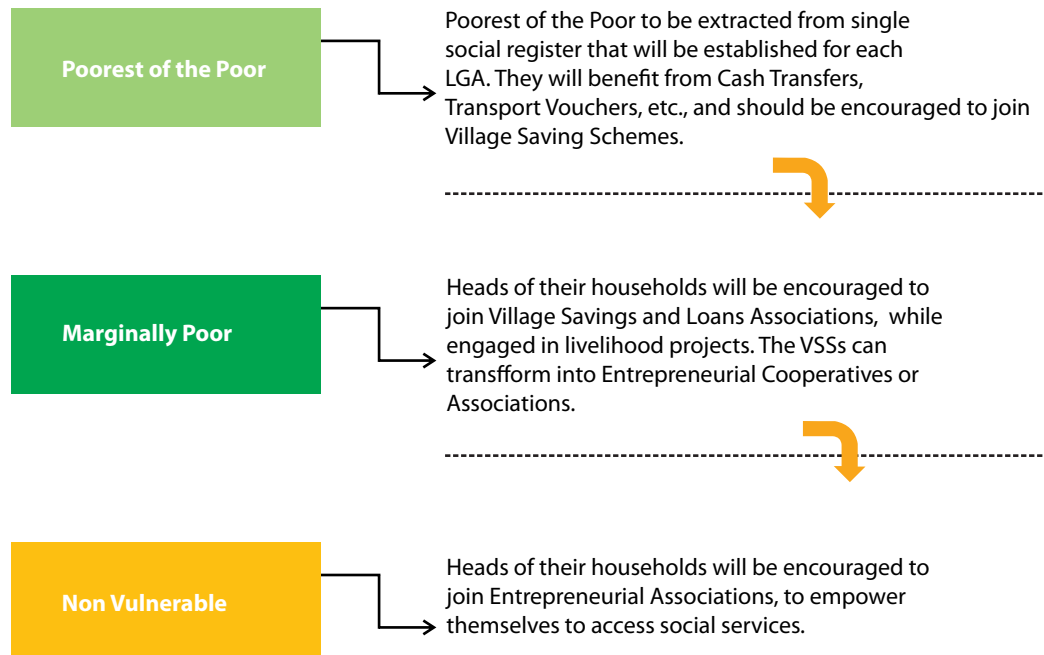 Poorest of the Poor
Poorest of the Poor to be extracted from single
social register that will be established for each
LGA. They will benefit from Cash Transfers,
Transport Vouchers, etc., and should be encouraged to join
Village Saving Schemes.
Marginally Poor
Heads of their households will be encouraged to
join Village Savings and Loans Associations,  while
engaged in livelihood projects. The VSSs can
transfform into Entrepreneurial Cooperatives or
Associations.
Non Vulnerable
Heads of their households will be encouraged to
join Entrepreneurial Associations, to empower
themselves to access social services.